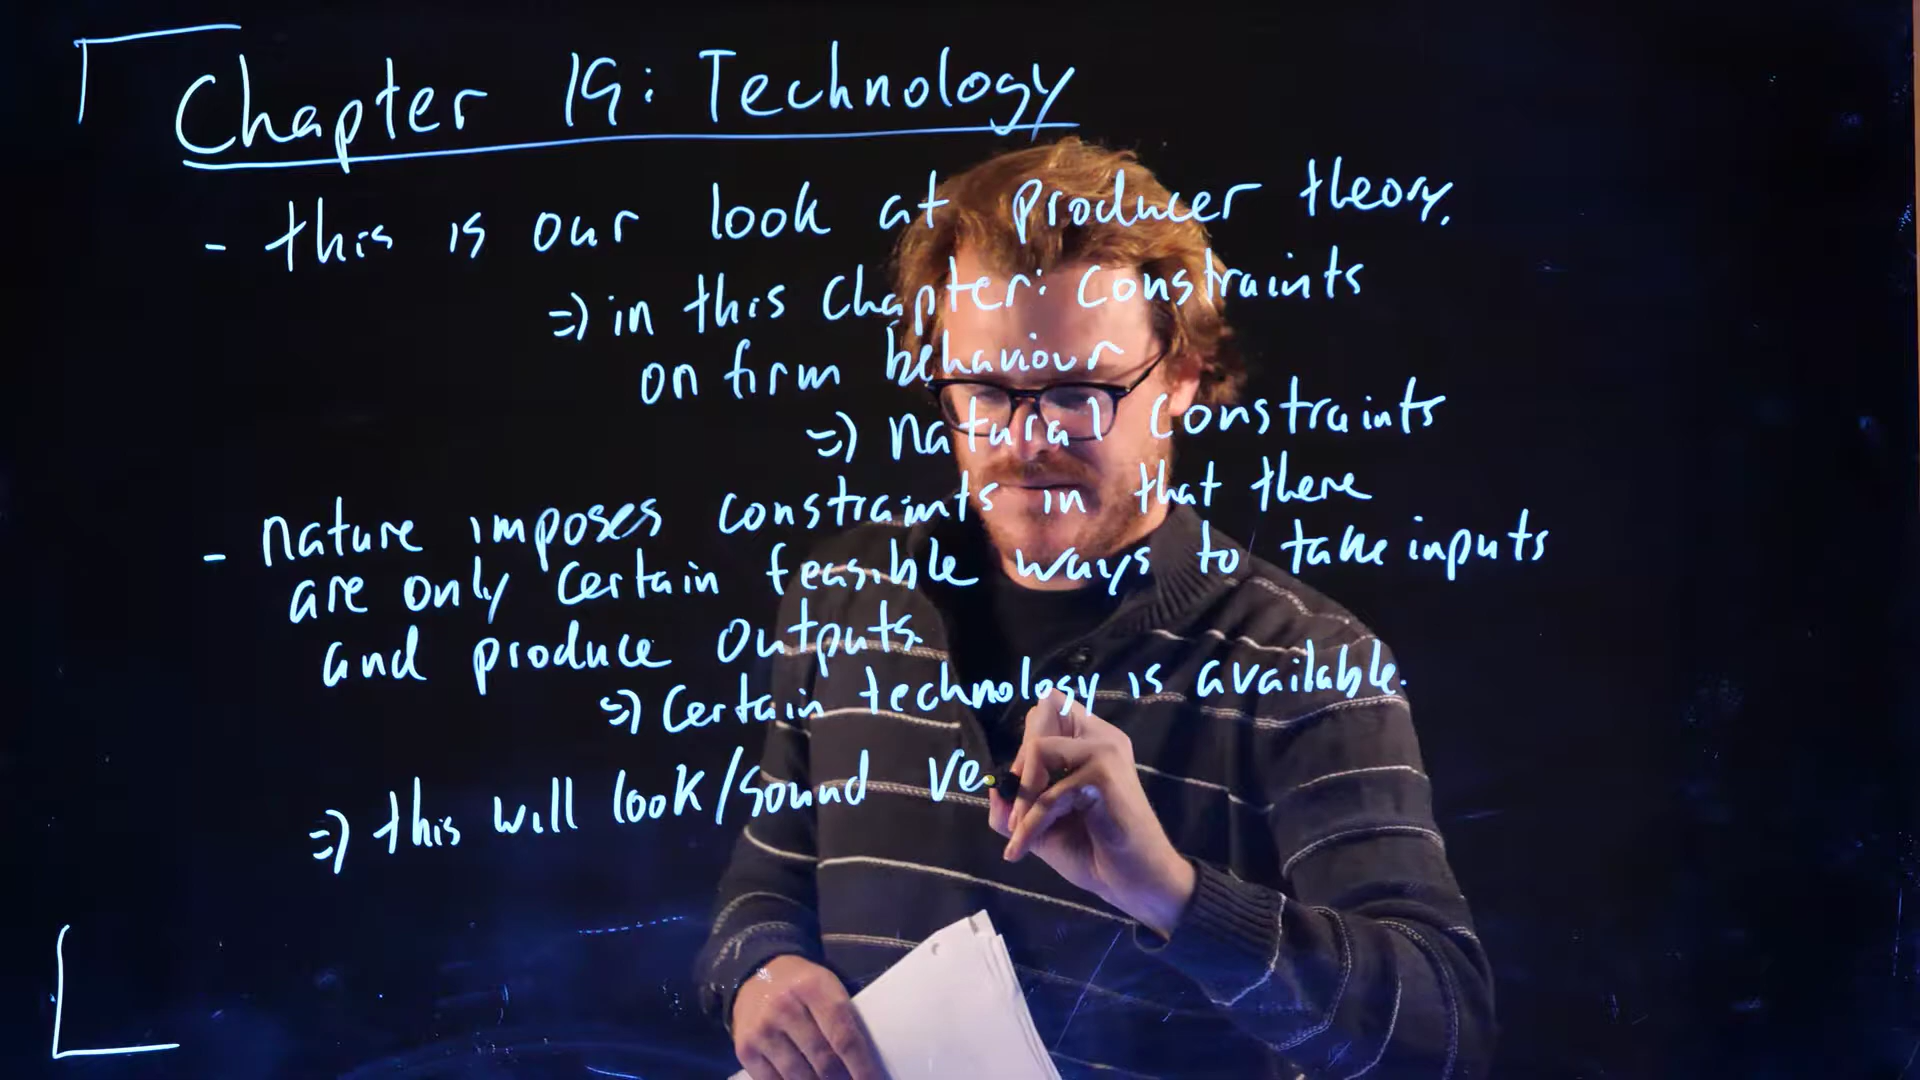 Chapter 19: Technology
- this is our look at producer theory.
=> in this chapter: constraints
on firm behaviour
=> natural constraints
- nature imposes constraints in that there
are only certain feasible ways to take inputs
and produce outputs.
=> certain technology is available.
=> this will look/sound ve